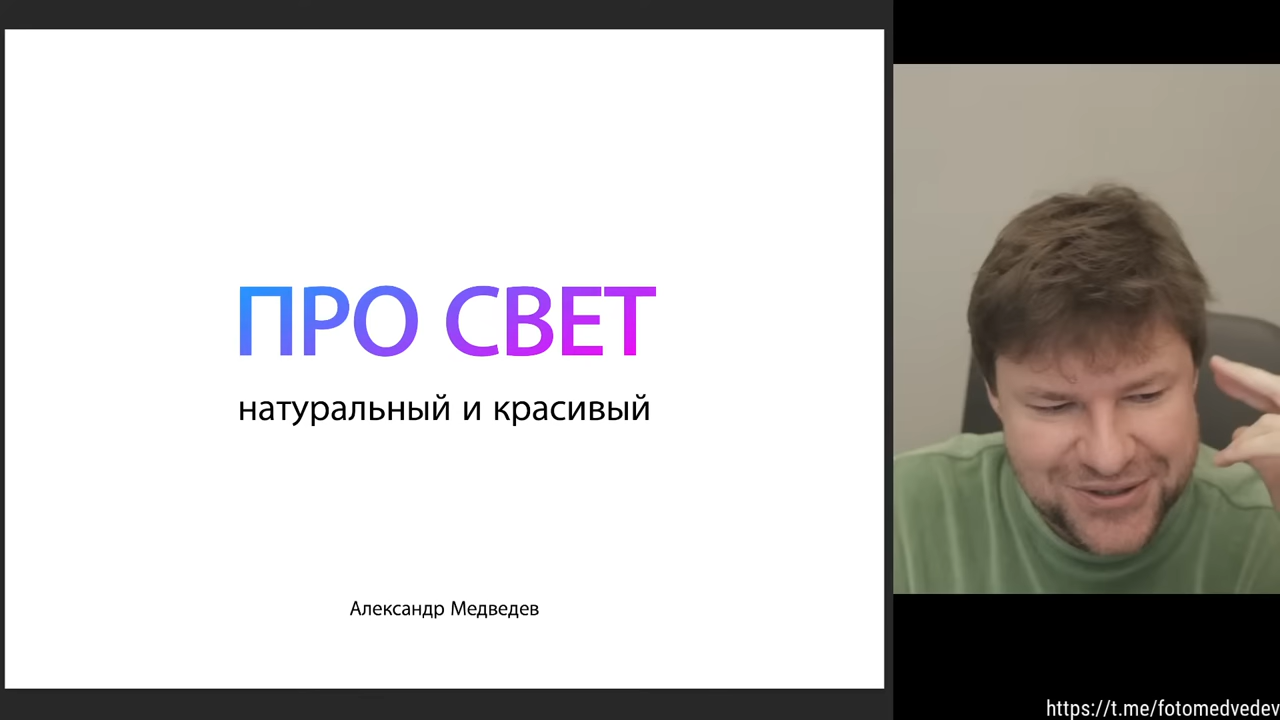 ПРО СВЕТ
натуральный и красивый
Александр Медведев
https://t.me/fotomedvedev